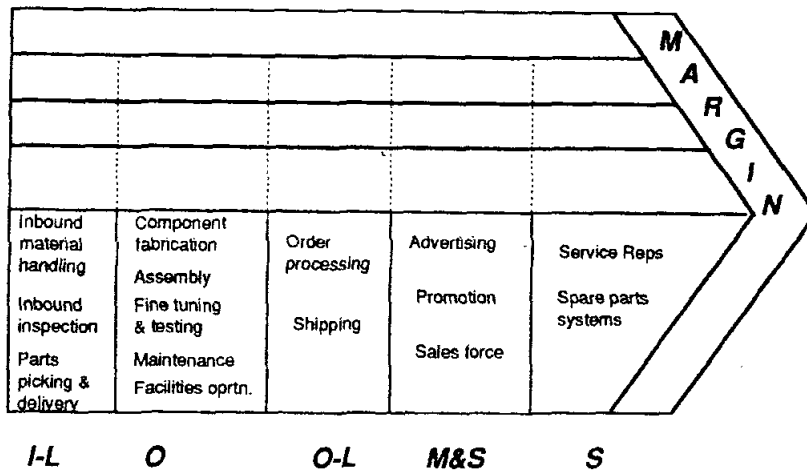 MARGIN
Inbound
material
handling
Inbound
inspection
Parts
picking &
delivery
Component
fabrication
Assembly
Fine tuning
& testing
Maintenance
Facilities oprtn.
Order
processing
Shipping
Advertising
Promotion
Sales force
Service Reps
Spare parts
systems
I-L O O-L M&S S